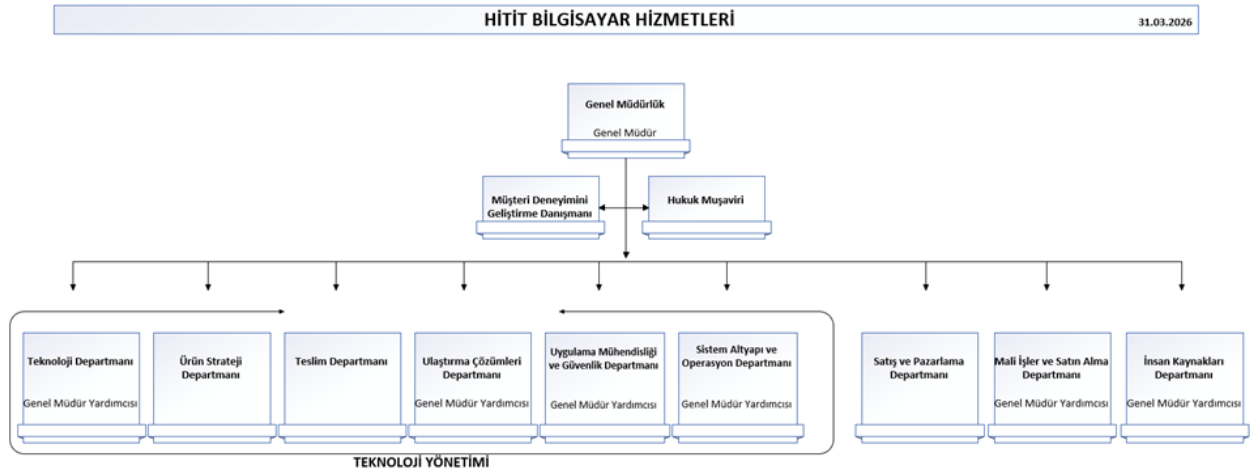 HİTİT BİLGİSAYAR HİZMETLERİ
31.03.2026
Genel Müdürlük
Genel Müdür
Müşteri Deneyimini
Geliştirme Danışmanı
Hukuk Muşaviri
Teknoloji Departmanı
Genel Müdür Yardımcısı
Ürün Strateji
Departmanı
Teslim Departmanı
Ulaştırma Çözümleri
Departmanı
Genel Müdür Yardımcısı
Uygulama Mühendisliği
ve Güvenlik Departmanı
Genel Müdür Yardımcısı
Sistem Altyapı ve
Operasyon Departmanı
Genel Müdür Yardımcısı
Satış ve Pazarlama
Departmanı
Mali İşler ve Satın Alma
Departmanı
Genel Müdür Yardımcısı
İnsan Kaynakları
Departmanı
Genel Müdür Yardımcısı
TEKNOLOJİ YÖNETİMİ